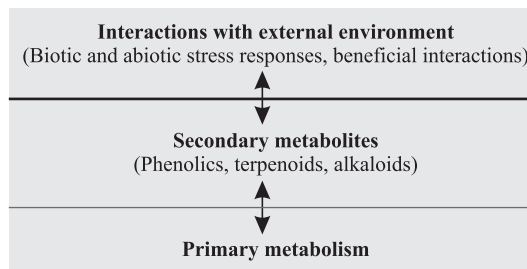 Interactions with external environment
(Biotic and abiotic stress responses, beneficial interactions)
Secondary metabolites
(Phenolics, terpenoids, alkaloids)
Primary metabolism